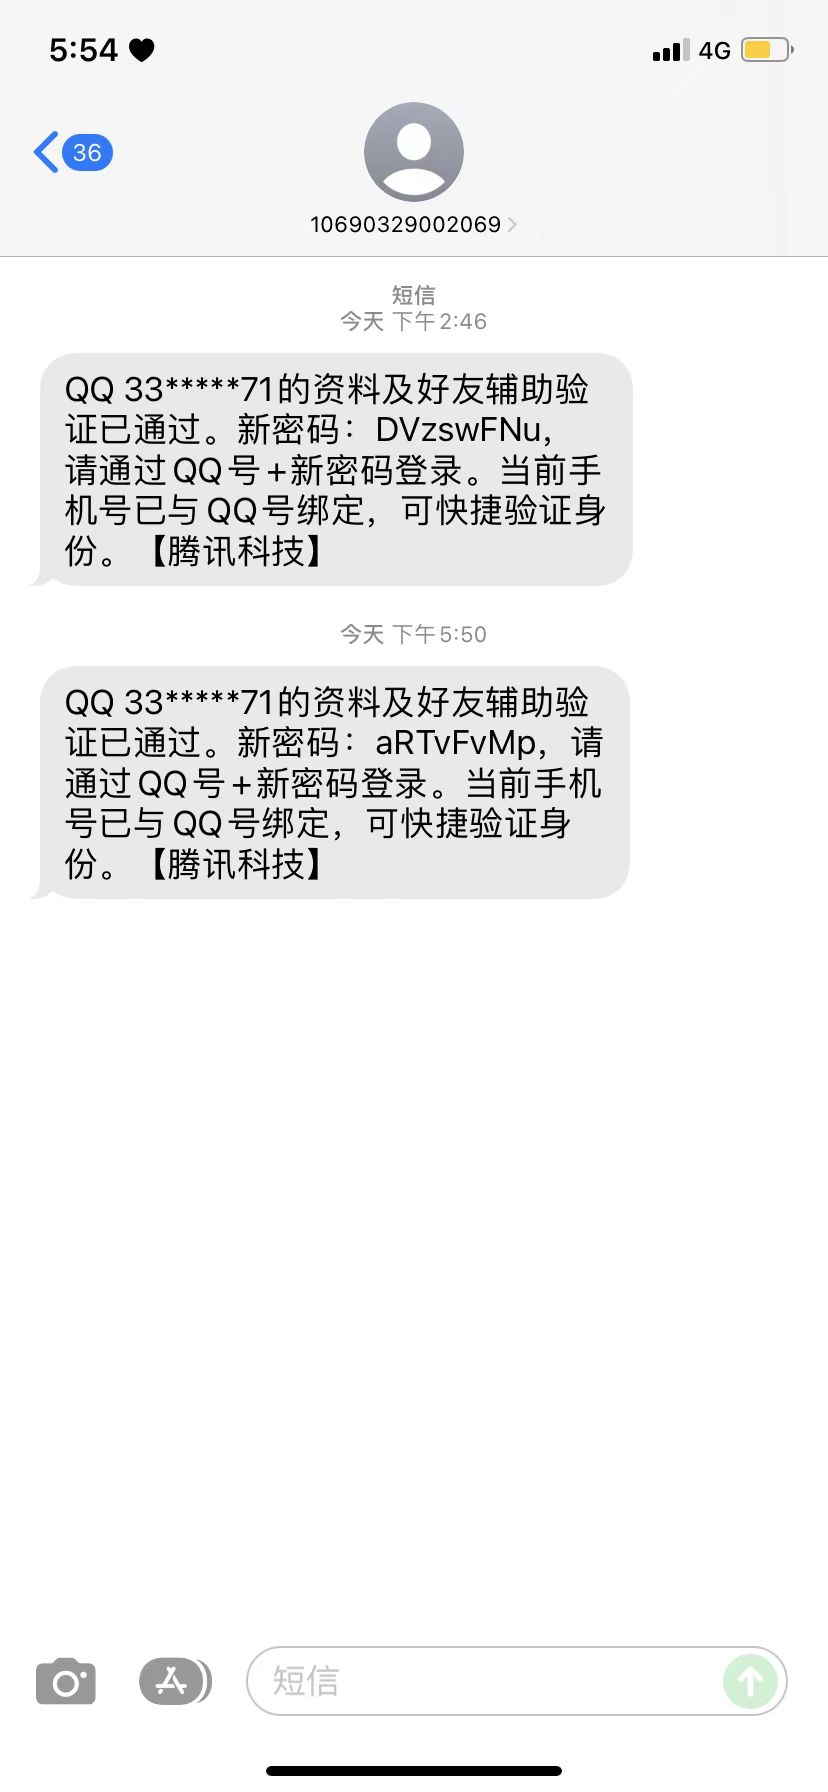 5:54
4G
36
10690329002069
短信
今天 下午2:46
QQ 33*****71的资料及好友辅助验
证已通过。新密码：DVzswFNu，
请通过QQ号+新密码登录。当前手
机号已与QQ号绑定，可快捷验证身
份。【腾讯科技】
今天 下午5:50
QQ 33*****71的资料及好友辅助验
证已通过。新密码：aRTvFvMp，请
通过QQ号+新密码登录。当前手机
号已与QQ号绑定，可快捷验证身
份。【腾讯科技】
短信